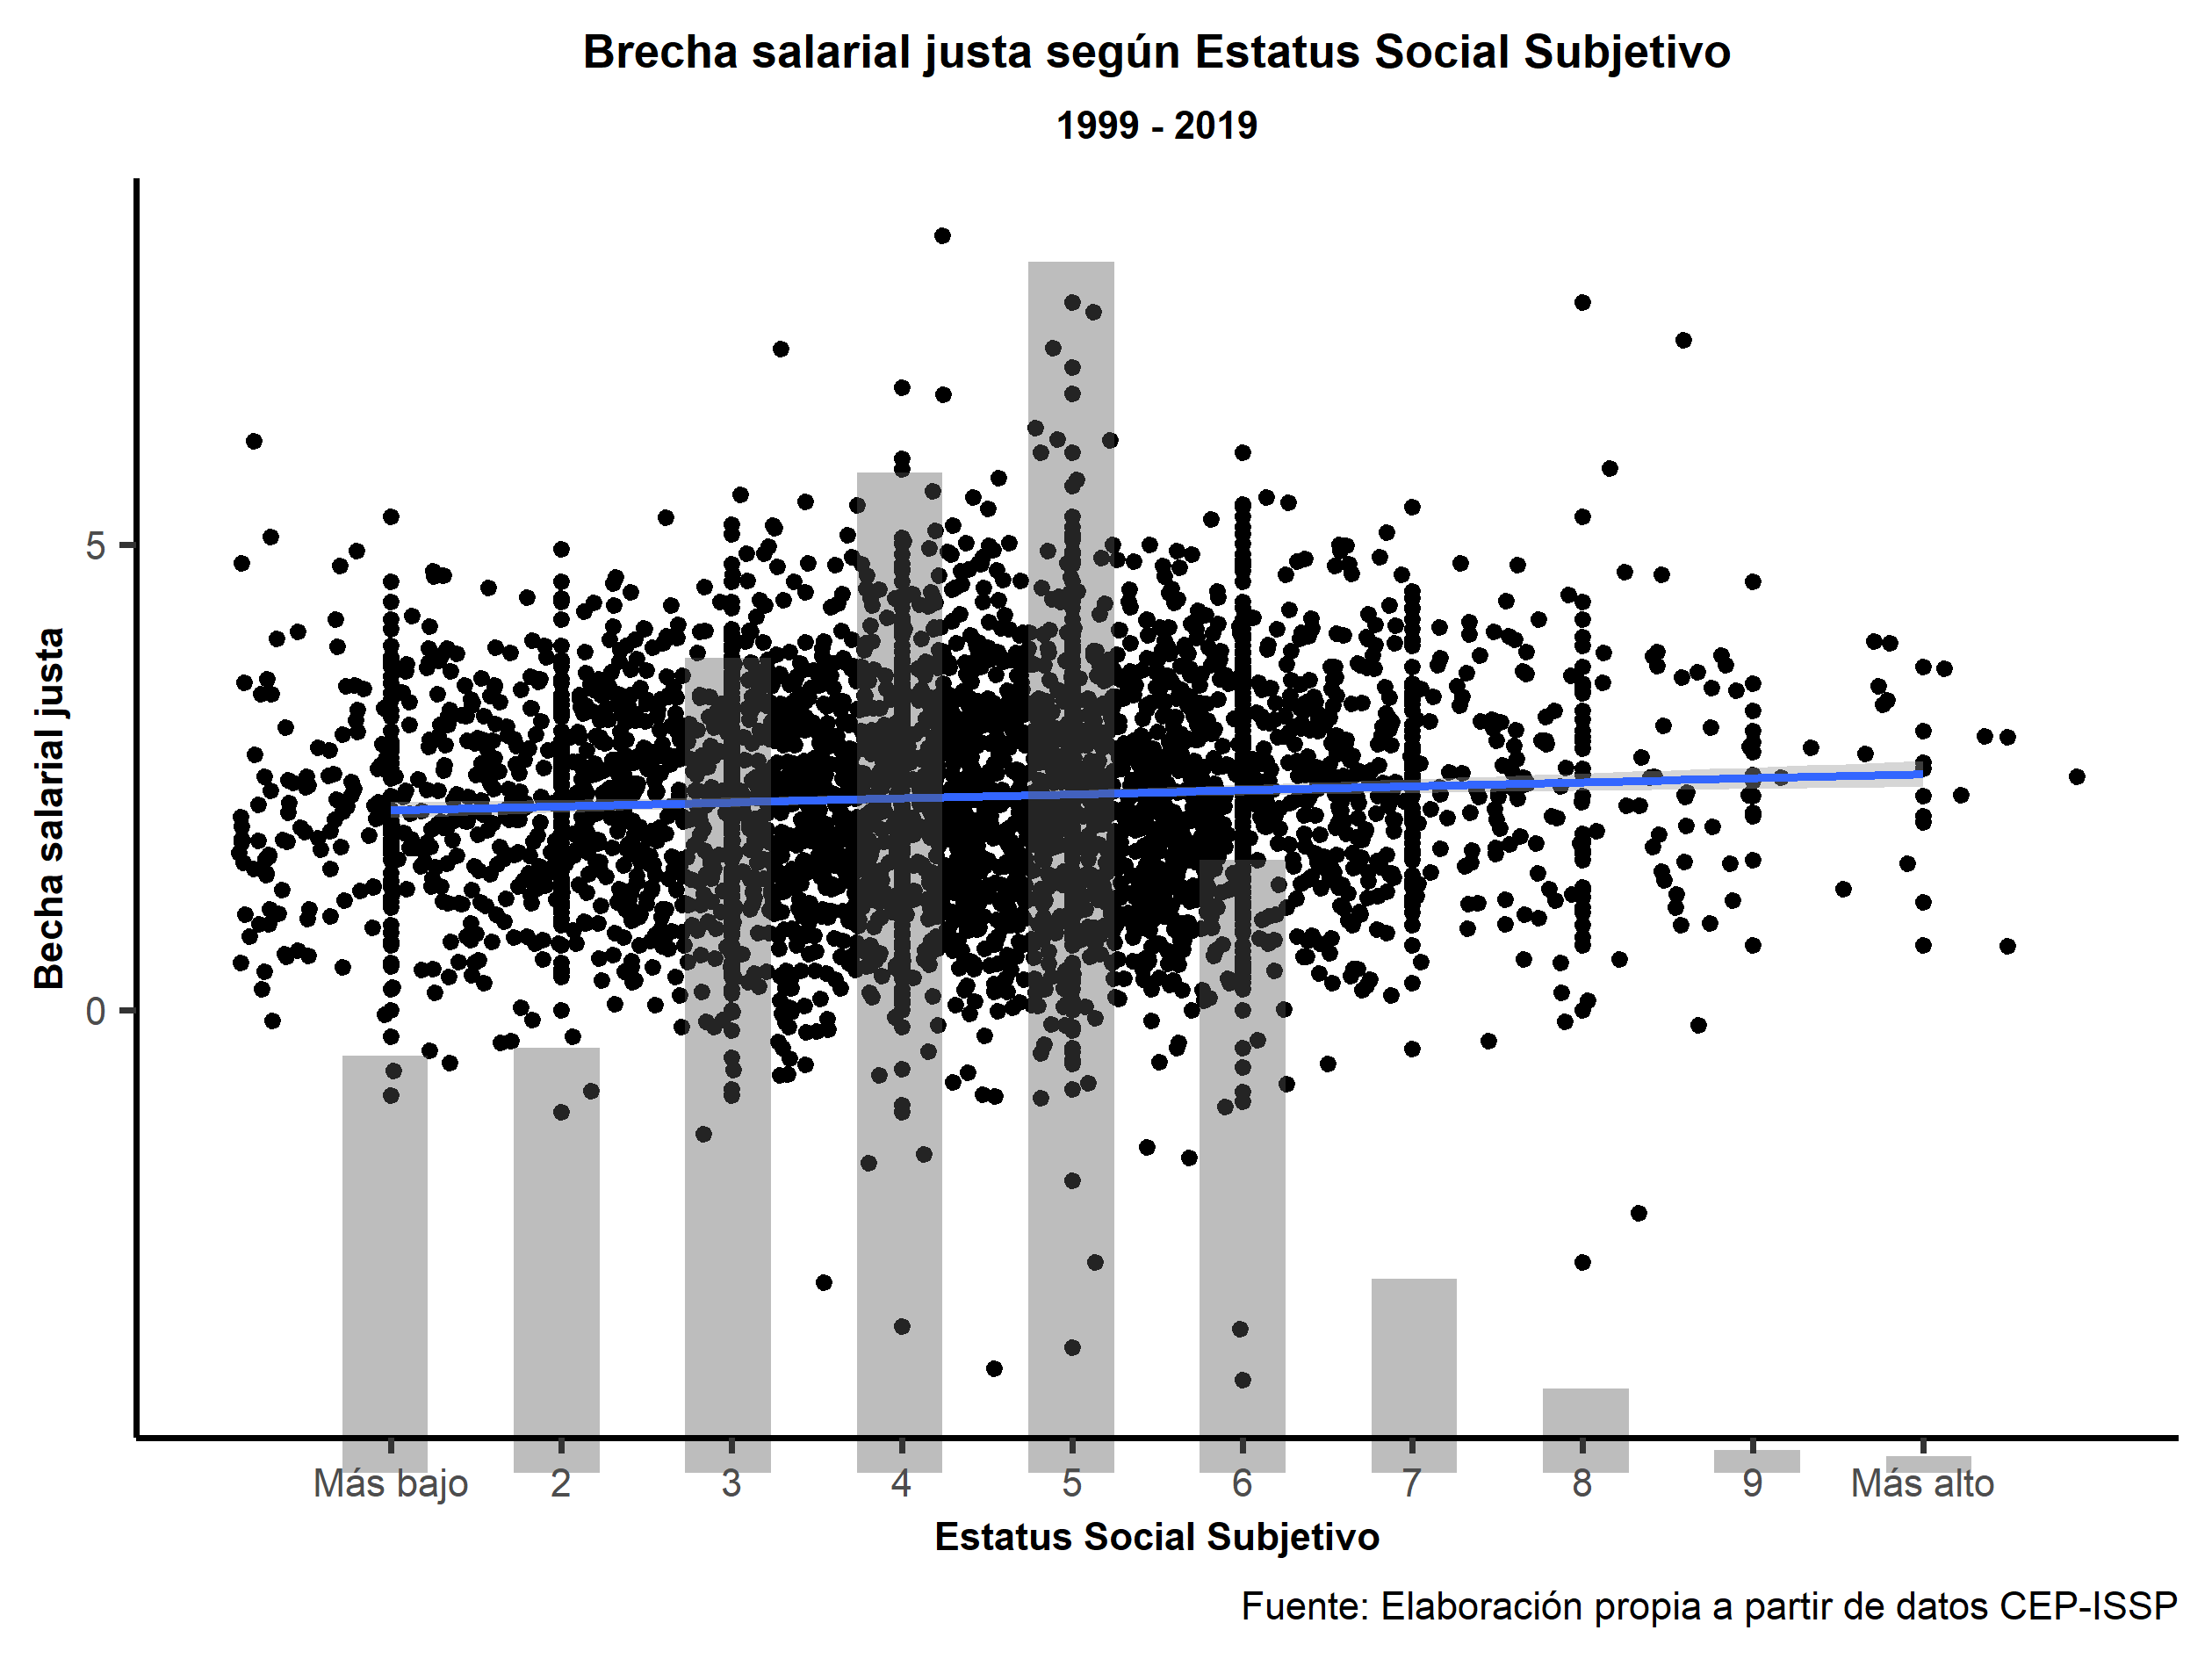 Brecha salarial justa según Estatus Social Subjetivo
1999 - 2019
Becha salarial justa
5
0
Más bajo 2 3 4 5 6 7 8 9 Más alto
Estatus Social Subjetivo
Fuente: Elaboración propia a partir de datos CEP-ISSP